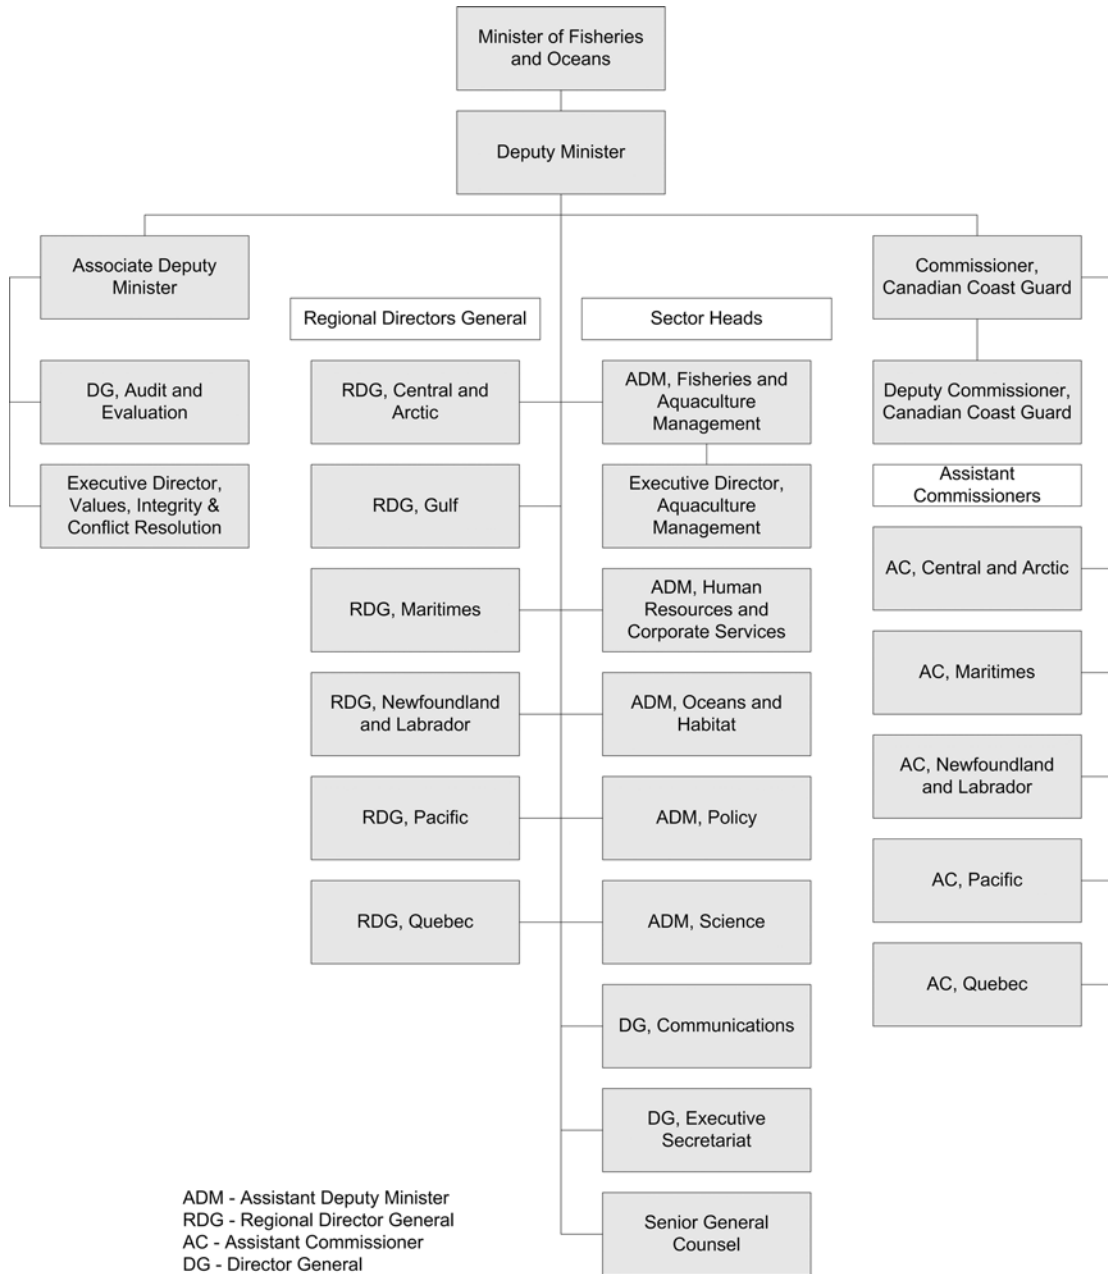 Minister of Fisheries
and Oceans
Deputy Minister
Associate Deputy
Minister
DG, Audit and
Evaluation
Executive Director,
Values, Integrity &
Conflict Resolution
Regional Directors General
RDG, Central and
Arctic
RDG, Gulf
RDG, Maritimes
RDG, Newfoundland
and Labrador
RDG, Pacific
RDG, Quebec
Sector Heads
ADM, Fisheries and
Aquaculture
Management
Executive Director,
Aquaculture
Management
ADM, Human
Resources and
Corporate Services
ADM, Oceans and
Habitat
ADM, Policy
ADM, Science
DG, Communications
DG, Executive
Secretariat
Senior General
Counsel
Commissioner,
Canadian Coast Guard
Deputy Commissioner,
Canadian Coast Guard
Assistant
Commissioners
AC, Central and Arctic
AC, Maritimes
AC, Newfoundland
and Labrador
AC, Pacific
AC, Quebec
ADM - Assistant Deputy Minister
RDG - Regional Director General
AC - Assistant Commissioner
DG - Director General